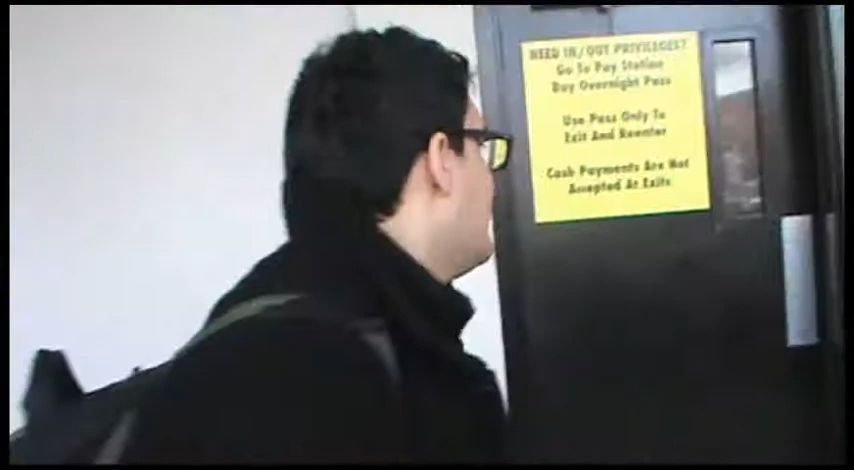 NEED IN/OUT PRIVILEGES?
Go To Pay Station
Buy Overnight Pass
Use Pass Only To
Exit And Reenter
Cash Payments Are Not
Accepted At Exits